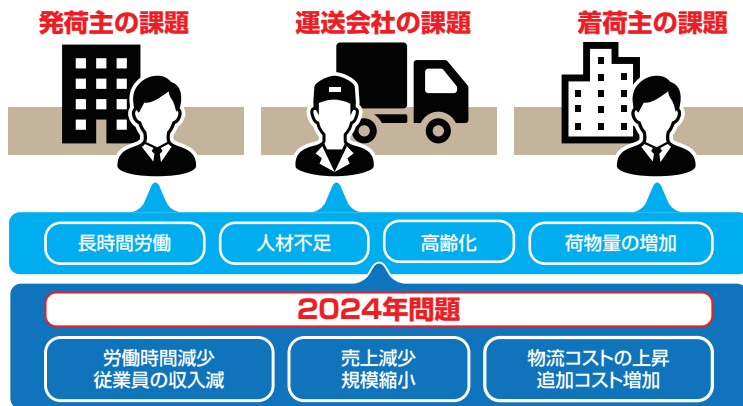 発荷主の課題
運送会社の課題
着荷主の課題
長時間労働
人材不足
高齢化
荷物量の増加
2024年問題
労働時間減少
従業員の収入減
売上減少
規模縮小
物流コストの上昇
追加コスト増加